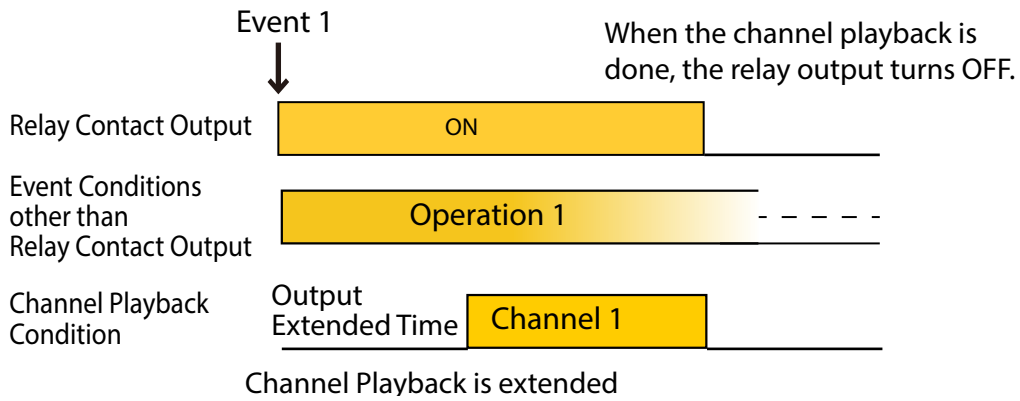 Event 1
When the channel playback is
done, the relay output turns OFF.
Relay Contact Output
ON
Event Conditions
other than
Relay Contact Output
Operation 1
Channel Playback
Condition
Output
Extended Time
Channel 1
Channel Playback is extended